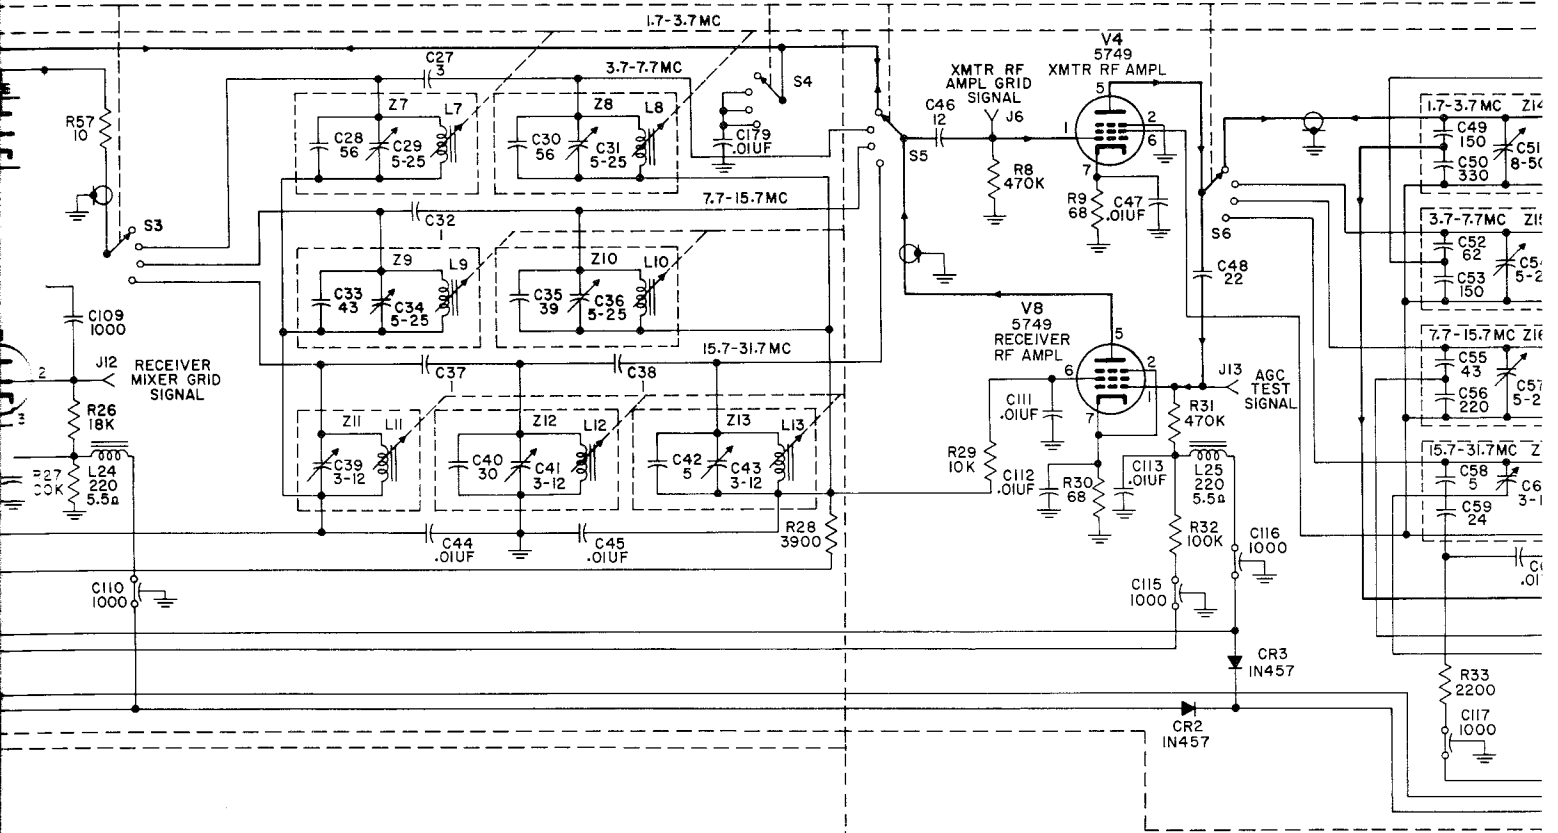 1.7-3.7 MC
C27
3
3.7-7.7MC
S4
V4
5749
XMTR RF AMPL
XMTR RF
AMPL GRID
SIGNAL
J6
C46
12
5
1
2
6
7
R57
10
Z7
L7
C28
56
C29
5-25
Z8
L8
C30
56
C31
5-25
C179
.01UF
S5
R8
470K
R9
68
C47
.01UF
1.7-3.7 MC
C49
150
C50
330
C51
7.7-15.7MC
C32
1
S3
S6
3.7-7.7MC
C52
62
C53
150
Z9
L9
C33
43
C34
5-25
Z10
L10
C35
39
C36
5-25
C48
22
C109
1000
J12
RECEIVER
MIXER GRID
SIGNAL
2
R26
18K
V8
5749
RECEIVER
RF AMPL
5
6
2
1
7
J13
AGC
TEST
SIGNAL
15.7-31.7 MC
C37
1
C38
1
7.7-15.7MC
C55
43
C56
220
C57
Z11
L11
C39
3-12
Z12
L12
C40
30
C41
3-12
Z13
L13
C42
5
C43
3-12
C111
.01UF
R31
470K
R29
10K
C112
.01UF
R30
68
C113
.01UF
L25
220
5.5Ω
15.7-31.7MC
C58
5
C59
24
L24
220
5.5Ω
C44
.01UF
C45
.01UF
R28
3900
R32
100K
C116
1000
C110
1000
C115
1000
CR3
1N457
CR2
1N457
R33
2200
C117
1000